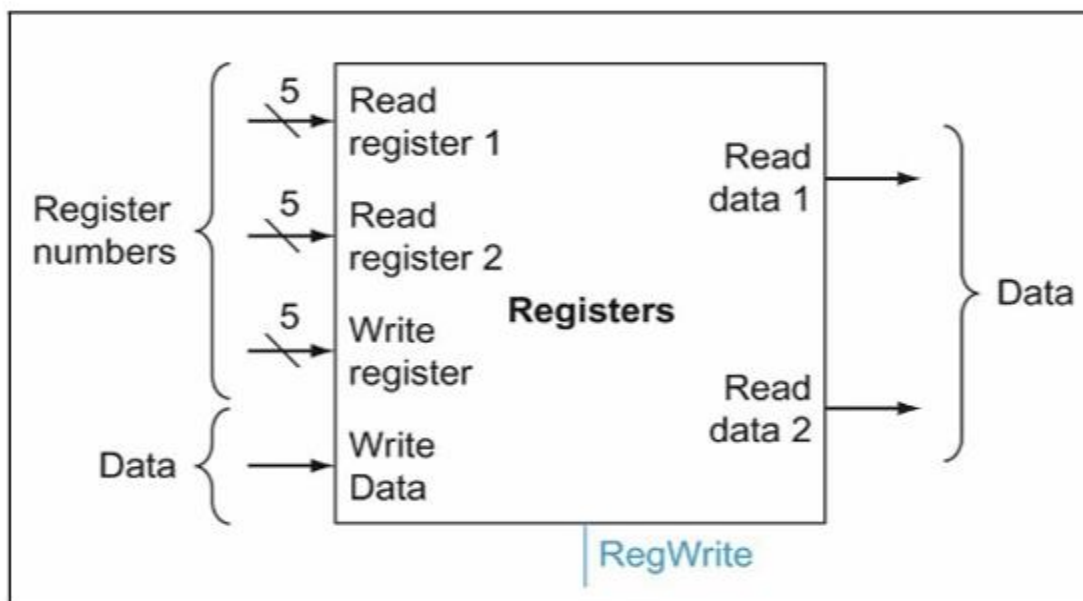 Register
numbers
Data
5
Read
register 1
5
Read
register 2
5
Write
register
Write
Data
Registers
Read
data 1
Read
data 2
Data
RegWrite